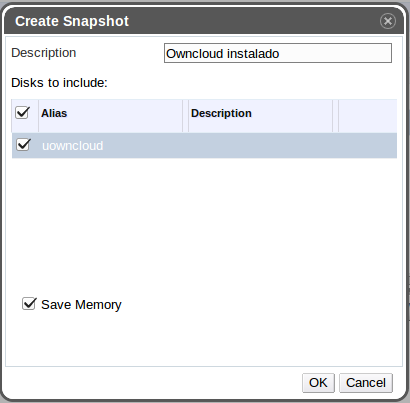 Create Snapshot
Description Owncloud instalado
Disks to include:
Alias Description
uowncloud
Save Memory
OK Cancel